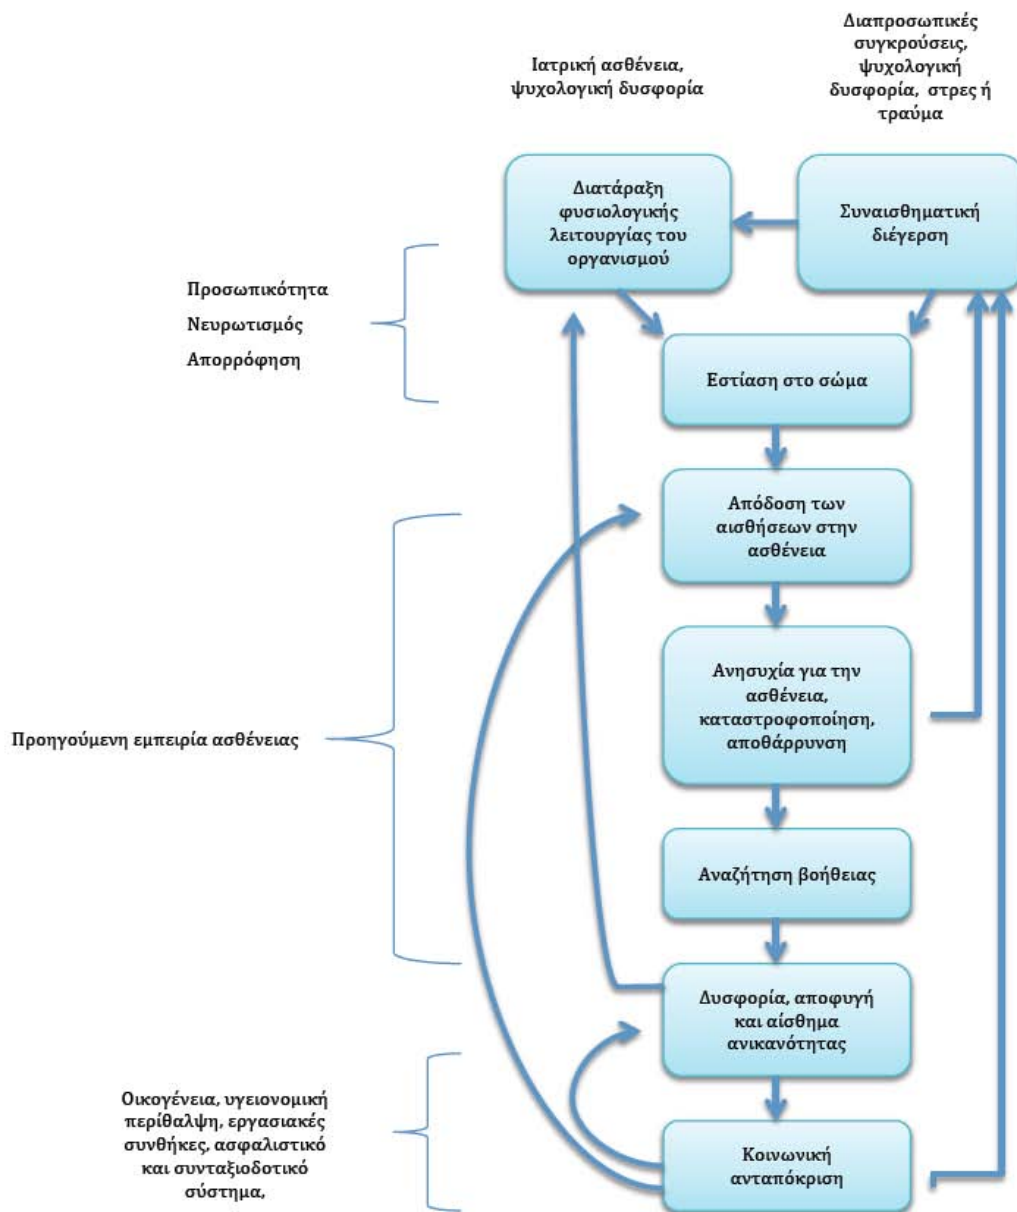 Ιατρική ασθένεια,
ψυχολογική δυσφορία
Διαπροσωπικές
συγκρούσεις,
ψυχολογική
δυσφορία, στρες ή
τραύμα
Διατάραξη
φυσιολογικής
λειτουργίας του
οργανισμού
Συναισθηματική
διέγερση
Προσωπικότητα
Νευρωτισμός
Απορρόφηση
Εστίαση στο σώμα
Απόδοση των
αισθήσεων στην
ασθένεια
Ανησυχία για την
ασθένεια,
καταστροφοποίηση,
αποθάρρυνση
Προηγούμενη εμπειρία ασθένειας
Αναζήτηση βοήθειας
Δυσφορία, αποφυγή
και αίσθημα
ανικανότητας
Οικογένεια, υγειονομική
περίθαλψη, εργασιακές
συνθήκες, ασφαλιστικό
και συνταξιοδοτικό
σύστημα,
Κοινωνική
ανταπόκριση